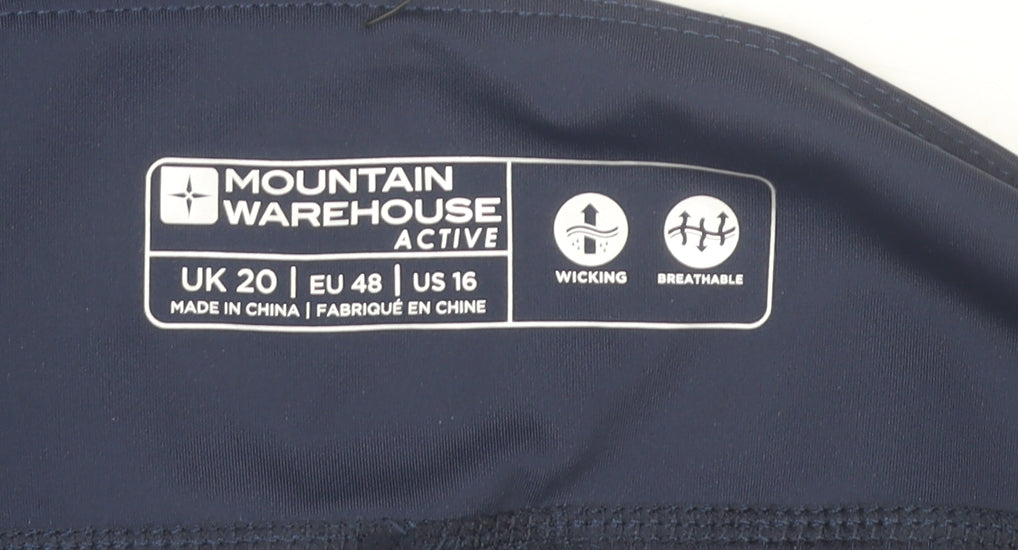 MOUNTAIN
WAREHOUSE
ACTIVE
UK 20 | EU 48 | US 16
MADE IN CHINA | FABRIQUÉ EN CHINE
WICKING
BREATHABLE